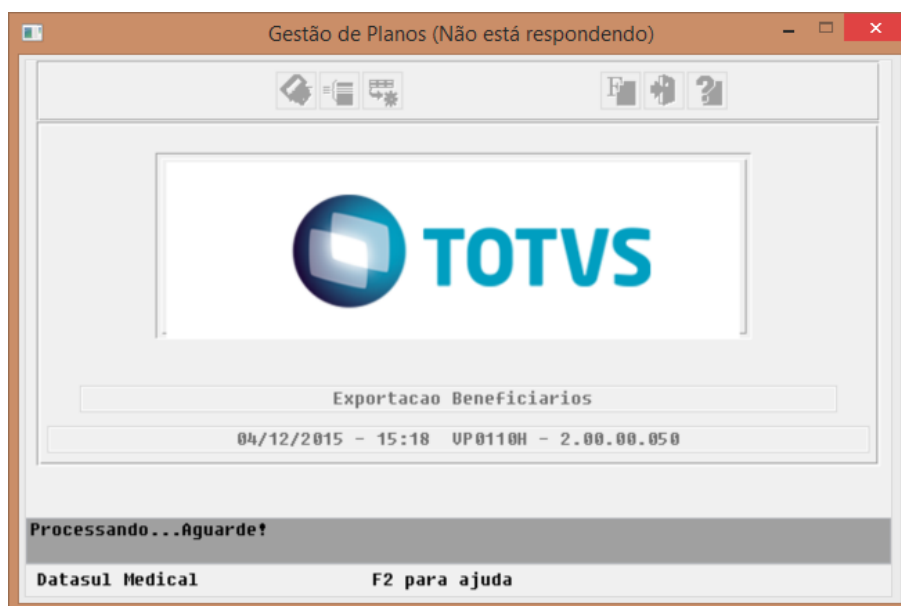 Gestão de Planos (Não está respondendo)
TOTVS
Exportacao Beneficiarios
04/12/2015 - 15:18 VP0110H - 2.00.00.050
Processando...Aguarde!
Datasul Medical F2 para ajuda